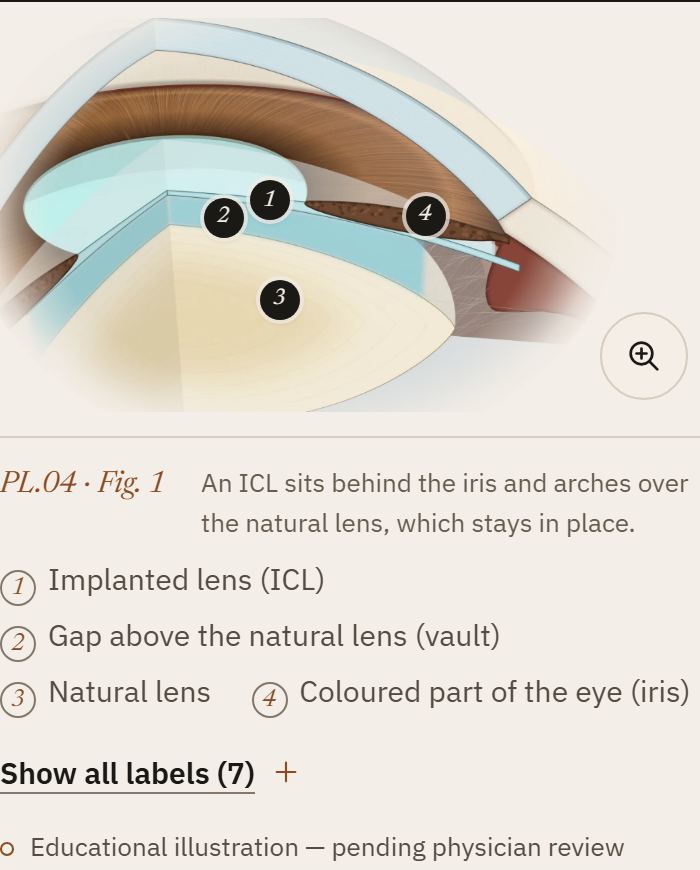 1
2
4
3
PL.04 · Fig. 1
An ICL sits behind the iris and arches over
the natural lens, which stays in place.
1 Implanted lens (ICL)
2 Gap above the natural lens (vault)
3 Natural lens 4 Coloured part of the eye (iris)
Show all labels (7) +
Educational illustration — pending physician review